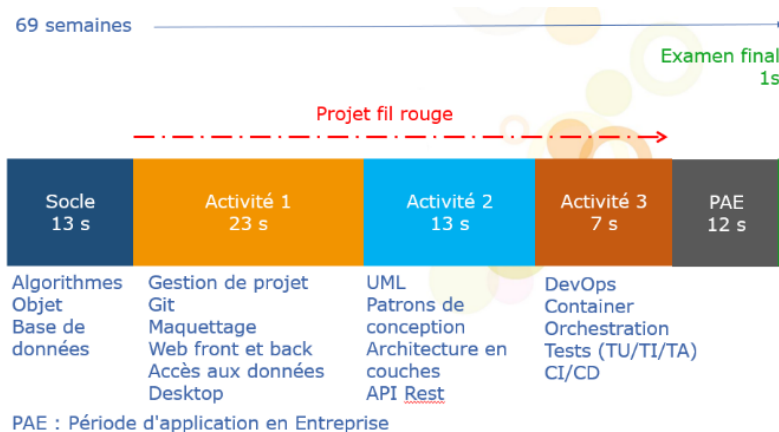 69 semaines
Examen final
1s
Projet fil rouge
Socle
13 s
Activité 1
23 s
Activité 2
13 s
Activité 3
7 s
PAE
12 s
Algorithmes
Objet
Base de
données
Gestion de projet
Git
Maquettage
Web front et back
Accès aux données
Desktop
UML
Patrons de
conception
Architecture en
couches
API Rest
DevOps
Container
Orchestration
Tests (TU/TI/TA)
CI/CD
PAE : Période d'application en Entreprise